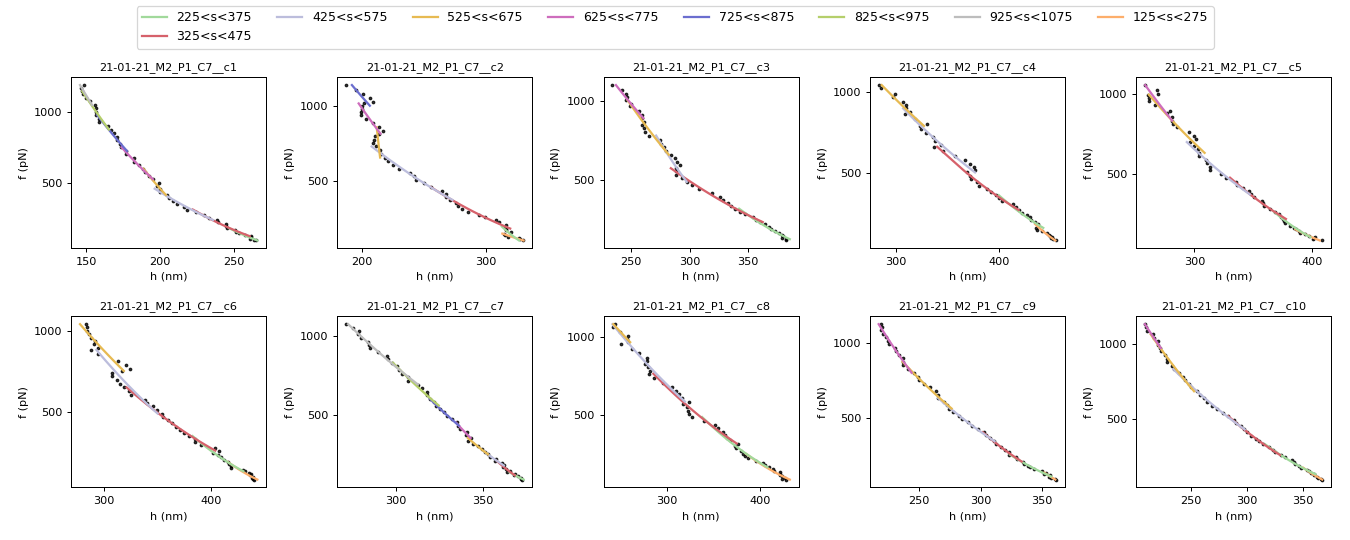 225<s<375 425<s<575 525<s<675 625<s<775 725<s<875 825<s<975 925<s<1075 125<s<275
325<s<475
21-01-21_M2_P1_C7__c1 21-01-21_M2_P1_C7__c2 21-01-21_M2_P1_C7__c3 21-01-21_M2_P1_C7__c4 21-01-21_M2_P1_C7__c5
f (pN) 1000 500 f (pN) 1000 500 f (pN) 1000 500 f (pN) 1000 500 f (pN) 1000 500
150 200 250 200 300 250 300 350 300 400 300 400
h (nm) h (nm) h (nm) h (nm) h (nm)
21-01-21_M2_P1_C7__c6 21-01-21_M2_P1_C7__c7 21-01-21_M2_P1_C7__c8 21-01-21_M2_P1_C7__c9 21-01-21_M2_P1_C7__c10
f (pN) 1000 500 f (pN) 1000 500 f (pN) 1000 500 f (pN) 1000 500 f (pN) 1000 500
300 400 300 350 300 400 250 300 350 250 300 350
h (nm) h (nm) h (nm) h (nm) h (nm)